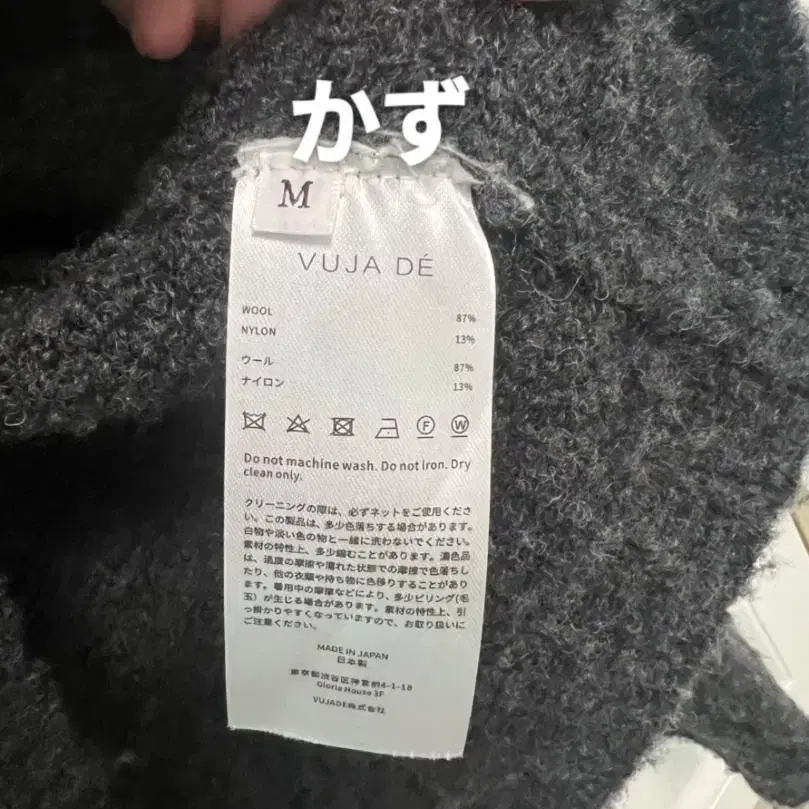 かず
M
VUJA DÉ
WOOL 87%
NYLON 13%
ウール 87%
ナイロン 13%
F W
Do not machine wash. Do not iron. Dry
clean only.
クリーニングの際は、必ずネットをご使用くださ
い。この製品は、多少色落ちする場合があります。
白物や淡い色の物と一緒に洗わないでください。
素材の特性上、多少縮むことがあります。濃色品
は、過度の摩擦や濡れた状態での摩擦で色落ちし
たり、他の衣類や持ち物に色移りすることがあり
ます。着用中の摩擦などにより、多少ピリング(毛
玉)が生じる場合があります。素材の特性上、引
っ掛かりやすくなっていますので、お取り扱いに
ご注意ください。
MADE IN JAPAN
日本製
東京都渋谷区神宮前4-1-18
Gloria House 3F
VUJADE株式会社